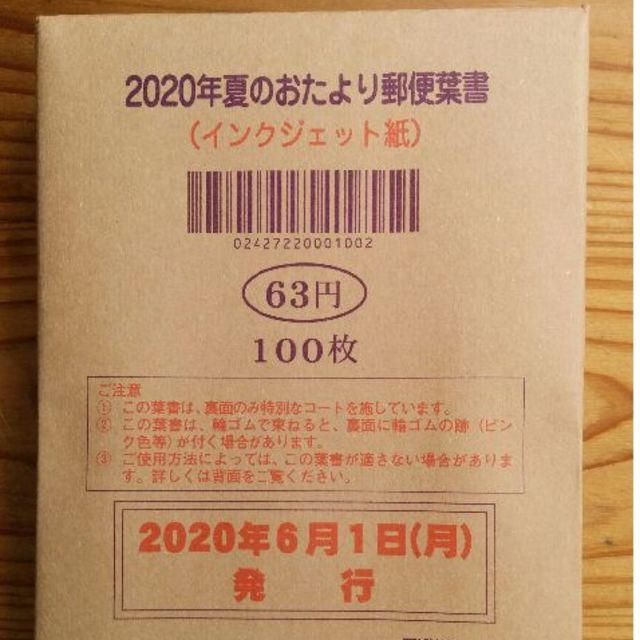 2020年夏のおたより郵便葉書
(インクジェット紙)
02427220001002
63円
100枚
ご注意
① この葉書は、裏面のみ特別なコートを施しています。
② この葉書は、輪ゴムで束ねると、裏面に輪ゴムの跡(ピン
ク色等)が付く場合があります。
③ ご使用方法によっては、この葉書が適さない場合がありま
す。詳しくは背面をご覧ください。
2020年6月1日(月)
発 行